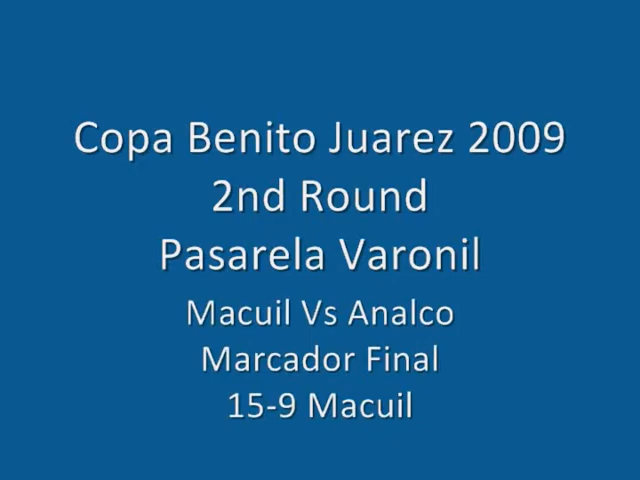 Copa Benito Juarez 2009
2nd Round
Pasarela Varonil
Macuil Vs Analco
Marcador Final
15-9 Macuil